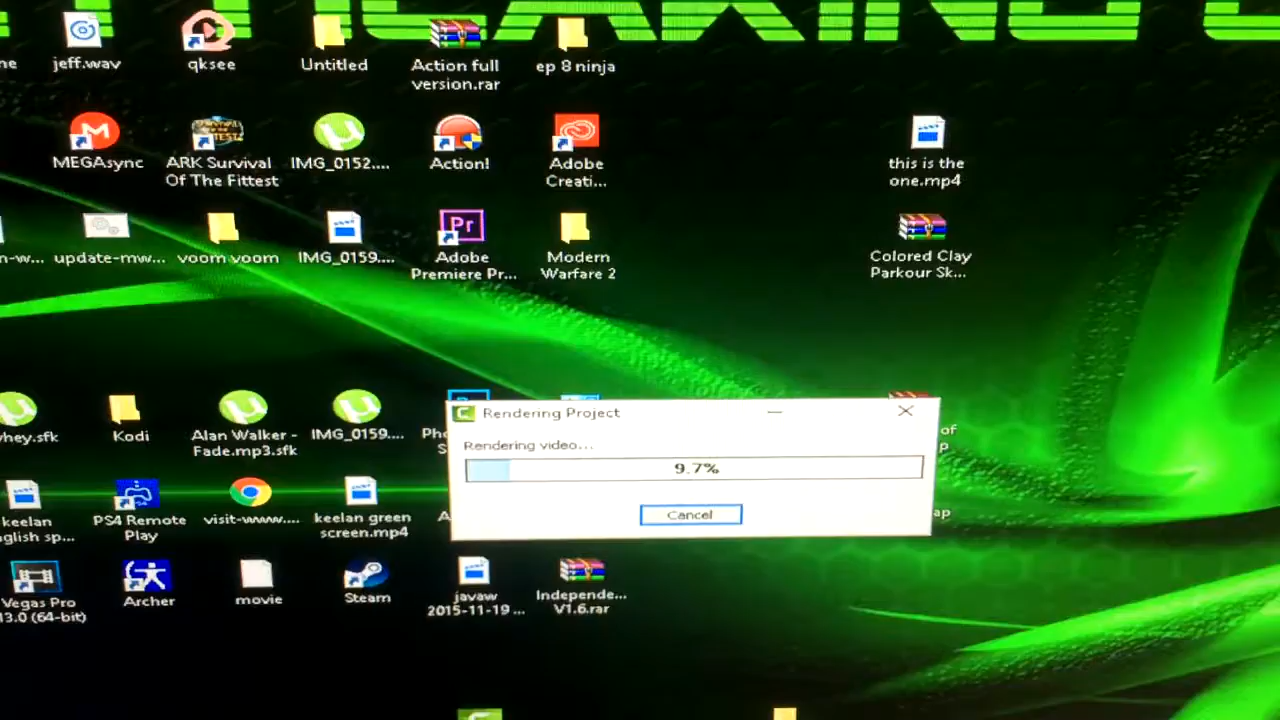 jeff.wav
qksee
Untitled
Action full
version.rar
ep 8 ninja
MEGAsync
ARK Survival
Of The Fittest
IMG_0152....
Action!
Adobe
Creati...
this is the
one.mp4
update-mw...
voom voom
IMG_0159....
Adobe
Premiere Pr...
Modern
Warfare 2
Colored Clay
Parkour Sk...
Rendering Project
Rendering video...
9.7%
Cancel
Kodi
Alan Walker -
Fade.mp3.sfk
IMG_0159....
of
keelan
PS4 Remote
Play
visit-www....
keelan green
screen.mp4
Vegas Pro
13.0 (64-bit)
Archer
movie
Steam
javaw
2015-11-19 ...
Independe...
V1.6.rar